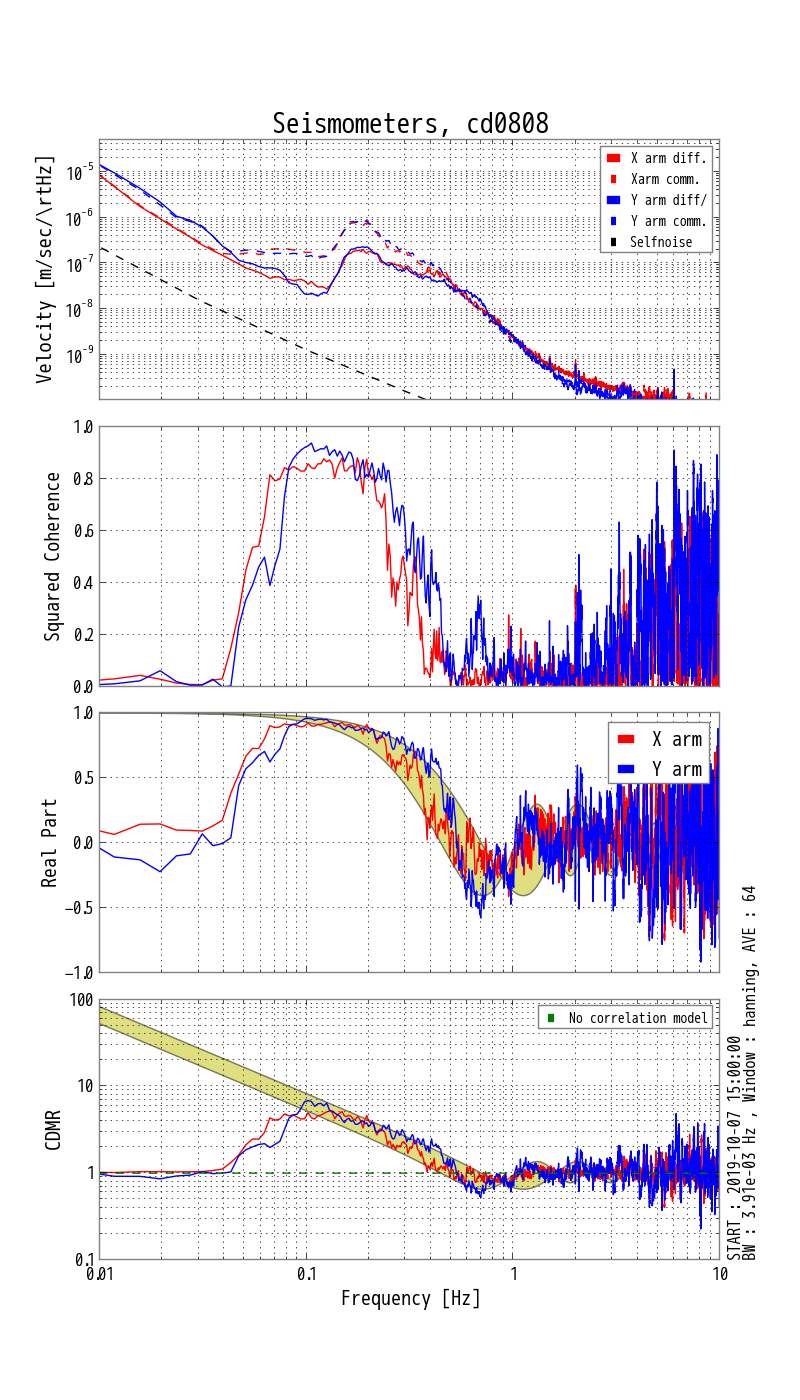 Seismometers, cd0808
Velocity [m/sec/\rtHz]
10^-5
10^-6
10^-7
10^-8
10^-9
X arm diff.
Xarm comm.
Y arm diff/
Y arm comm.
Selfnoise
Squared Coherence
1.0
0.8
0.6
0.4
0.2
0.0
Real Part
1.0
0.5
0.0
−0.5
−1.0
X arm
Y arm
CDMR
100
10
1
0.1
No correlation model
0.01
0.1
1
10
Frequency [Hz]
START : 2019-10-07 15:00:00
BW : 3.91e-03 Hz , Window : hanning, AVE : 64